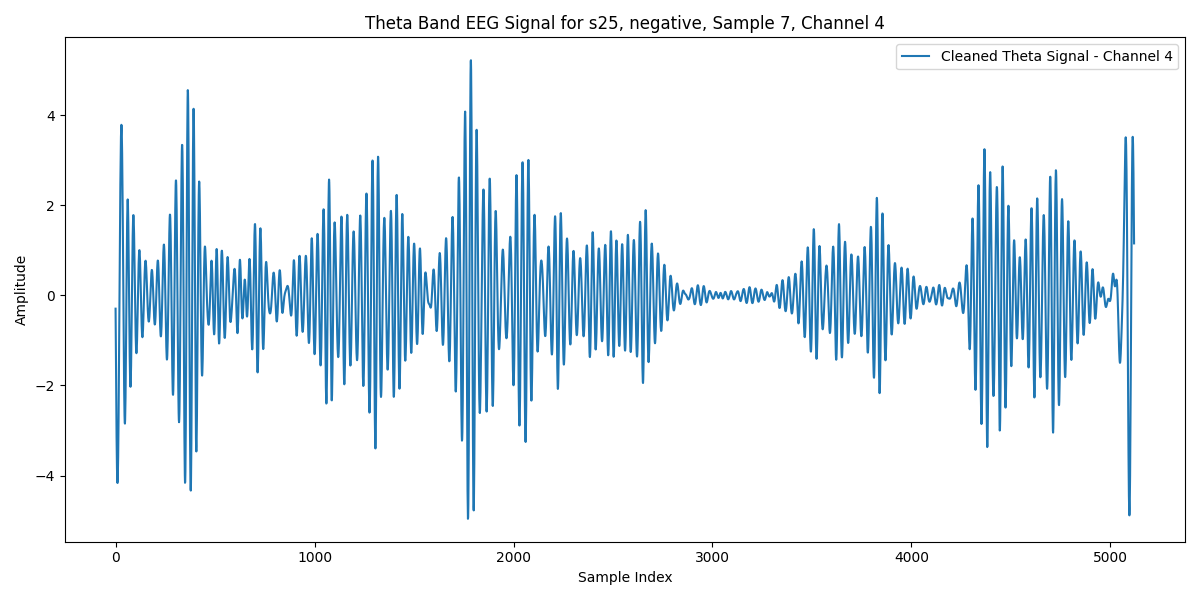 Theta Band EEG Signal for s25, negative, Sample 7, Channel 4
Cleaned Theta Signal - Channel 4
Amplitude
4
2
0
−2
−4
0 1000 2000 3000 4000 5000
Sample Index